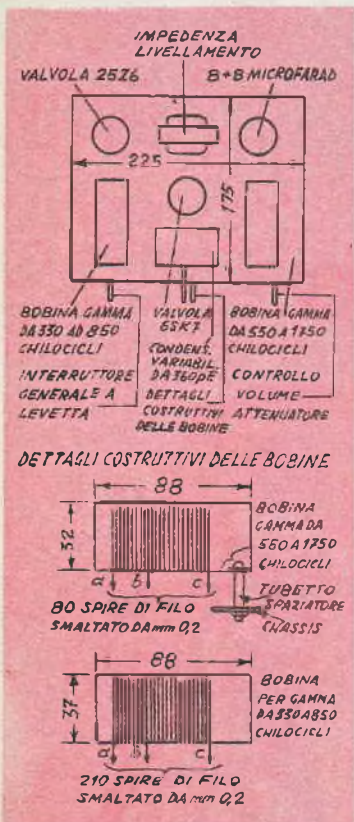 IMPEDENZA
LIVELLAMENTO
VALVOLA 25Z6
8+8 MICROFARAD
225
175
BOBINA GAMMA
DA 330 AD 850
CHILOCICLI
VALVOLA
6SK7
BOBINA GAMMA
DA 550 A 1750
CHILOCICLI
CONDENS.
VARIABIL.
DA 360 pF
INTERRUTTORE
GENERALE A
LEVETTA
DETTAGLI
COSTRUTTIVI
DELLE BOBINE
CONTROLLO
VOLUME
ATTENUATORE
DETTAGLI COSTRUTTIVI DELLE BOBINE
88
32
BOBINA
GAMMA DA
550 A 1750
CHILOCICLI
a b c
TUBETTO
SPAZIATORE
CHASSIS
80 SPIRE DI FILO
SMALTATO DA mm 0,2
88
37
BOBINA
PER GAMMA
DA 330 A 850
CHILOCICLI
a b c
210 SPIRE DI FILO
SMALTATO DA mm 0,2